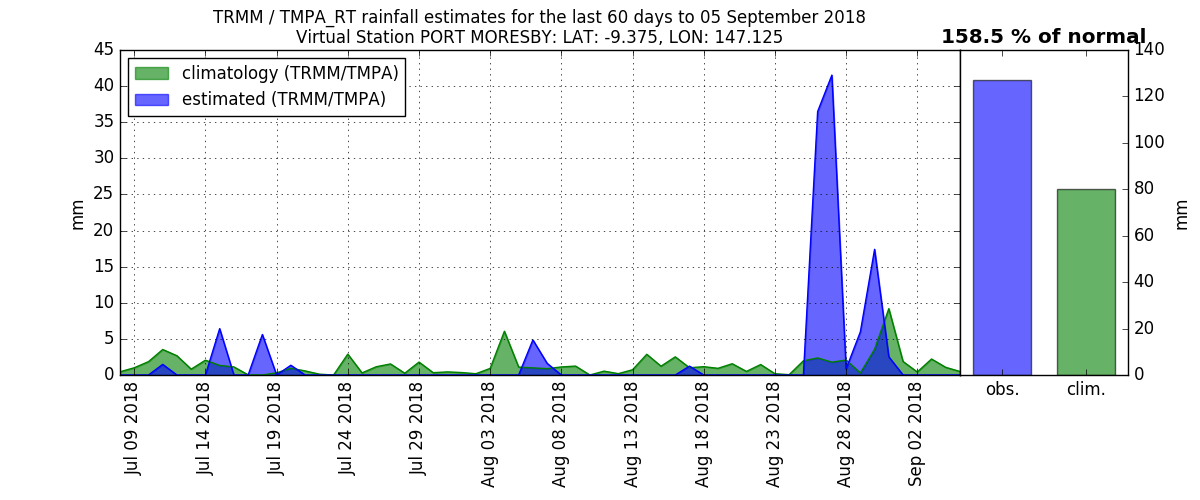 TRMM / TMPA_RT rainfall estimates for the last 60 days to 05 September 2018
Virtual Station PORT MORESBY: LAT: -9.375, LON: 147.125
158.5 % of normal
climatology (TRMM/TMPA)
estimated (TRMM/TMPA)
mm
45
40
35
30
25
20
15
10
5
0
Jul 09 2018
Jul 14 2018
Jul 19 2018
Jul 24 2018
Jul 29 2018
Aug 03 2018
Aug 08 2018
Aug 13 2018
Aug 18 2018
Aug 23 2018
Aug 28 2018
Sep 02 2018
obs.
clim.
140
120
100
80
60
40
20
0
mm